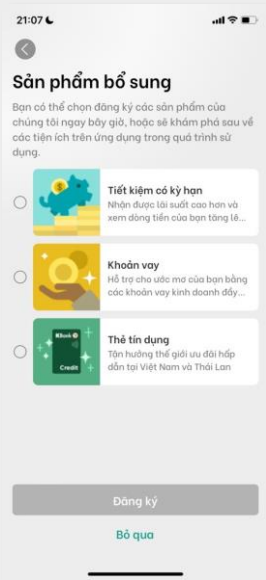 21:07
Sản phẩm bổ sung
Bạn có thể chọn đăng ký các sản phẩm của
chúng tôi ngay bây giờ, hoặc sẽ khám phá sau về
các tiện ích trên ứng dụng trong quá trình sử
dụng.
Tiết kiệm có kỳ hạn
Nhận được lãi suất cao hơn và
xem dòng tiền của bạn tăng lê...
Khoản vay
Hỗ trợ cho ước mơ của bạn bằng
các khoản vay kinh doanh đầy...
KBank
Credit
Thẻ tín dụng
Tận hưởng thế giới ưu đãi hấp
dẫn tại Việt Nam và Thái Lan
Đăng ký
Bỏ qua